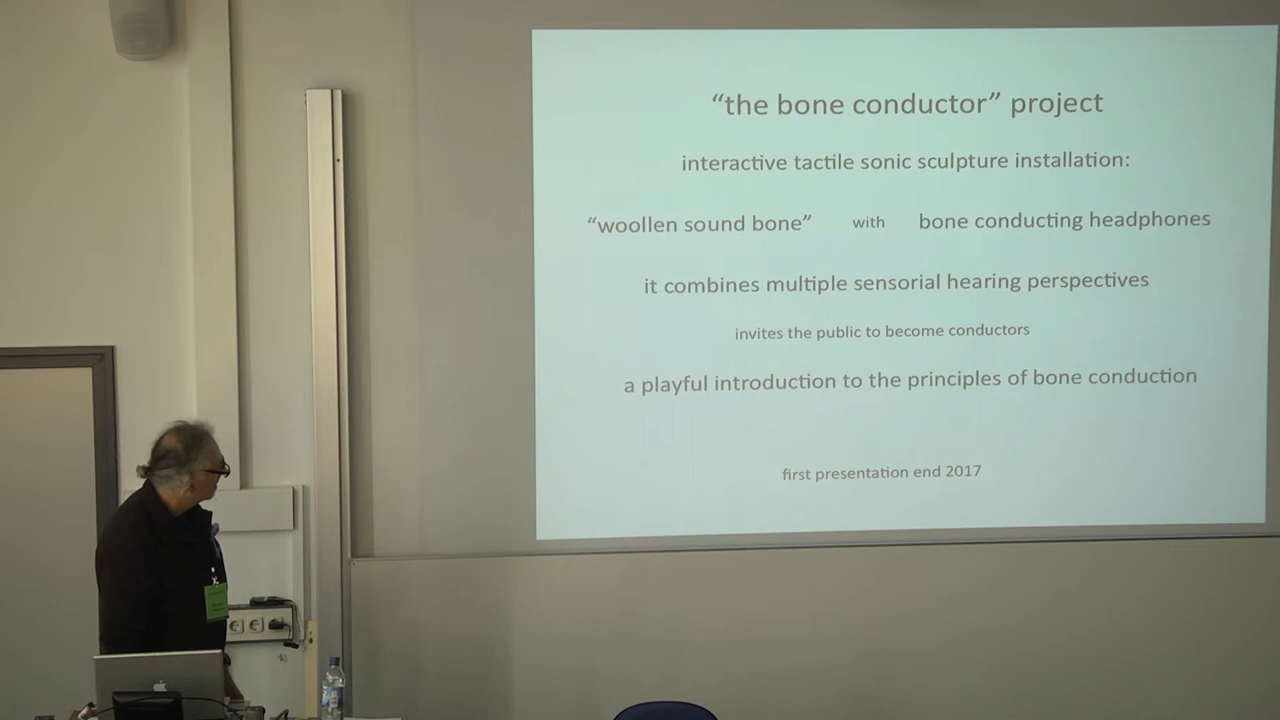 “the bone conductor” project
interactive tactile sonic sculpture installation:
“woollen sound bone” with bone conducting headphones
it combines multiple sensorial hearing perspectives
invites the public to become conductors
a playful introduction to the principles of bone conduction
first presentation end 2017